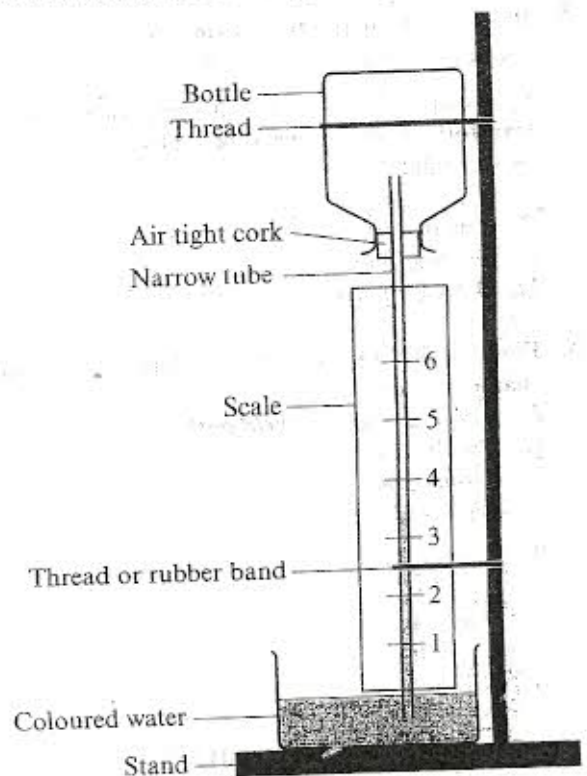 Bottle
Thread
Air tight cork
Narrow tube
6
Scale
5
4
3
Thread or rubber band
2
1
Coloured water
Stand